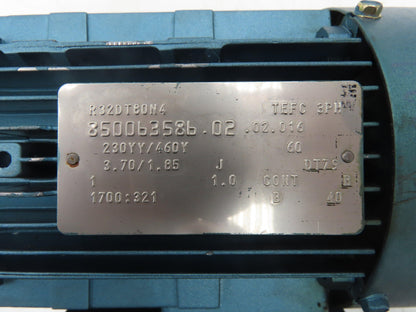 R32DT80N4 TEFC 3PH
850063586.02.02.016
230YY/460Y 60
3.70/1.85 J DT79
1 1.0 CONT B
1700:321 B 40